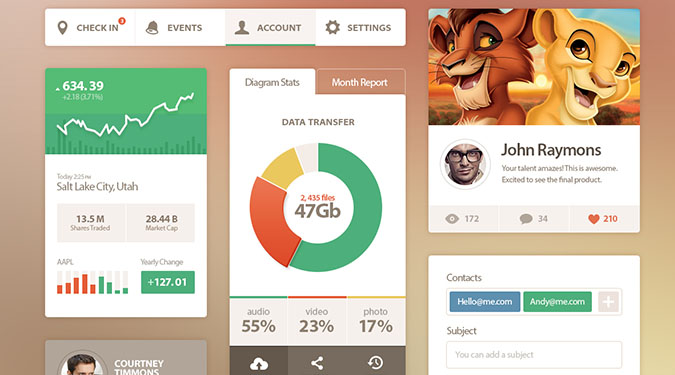 CHECK IN 3
EVENTS
ACCOUNT
SETTINGS
634.39
+2.18 (3.71%)
Today 2:25 PM
Salt Lake City, Utah
13.5 M
Shares Traded
28.44 B
Market Cap
AAPL
Yearly Change
+127.01
COURTNEY
TIMMONS
Diagram Stats
Month Report
DATA TRANSFER
2, 435 files
47Gb
audio
55%
video
23%
photo
17%
John Raymons
Your talent amazes! This is awesome.
Excited to see the final product.
172
34
210
Contacts
Hello@me.com
Andy@me.com
Subject
You can add a subject